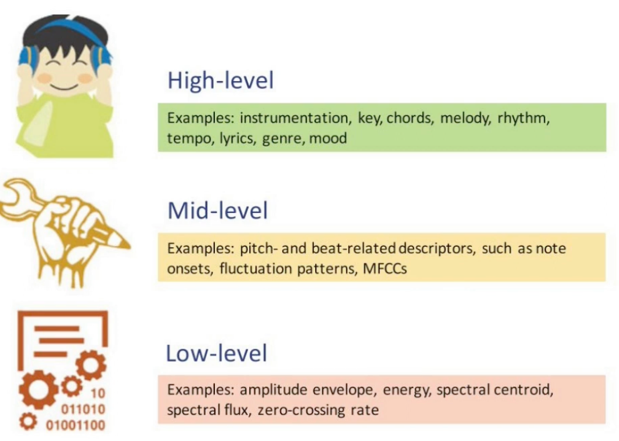 High-level
Examples: instrumentation, key, chords, melody, rhythm,
tempo, lyrics, genre, mood
Mid-level
Examples: pitch- and beat-related descriptors, such as note
onsets, fluctuation patterns, MFCCs
Low-level
Examples: amplitude envelope, energy, spectral centroid,
spectral flux, zero-crossing rate
10
011010
01001100